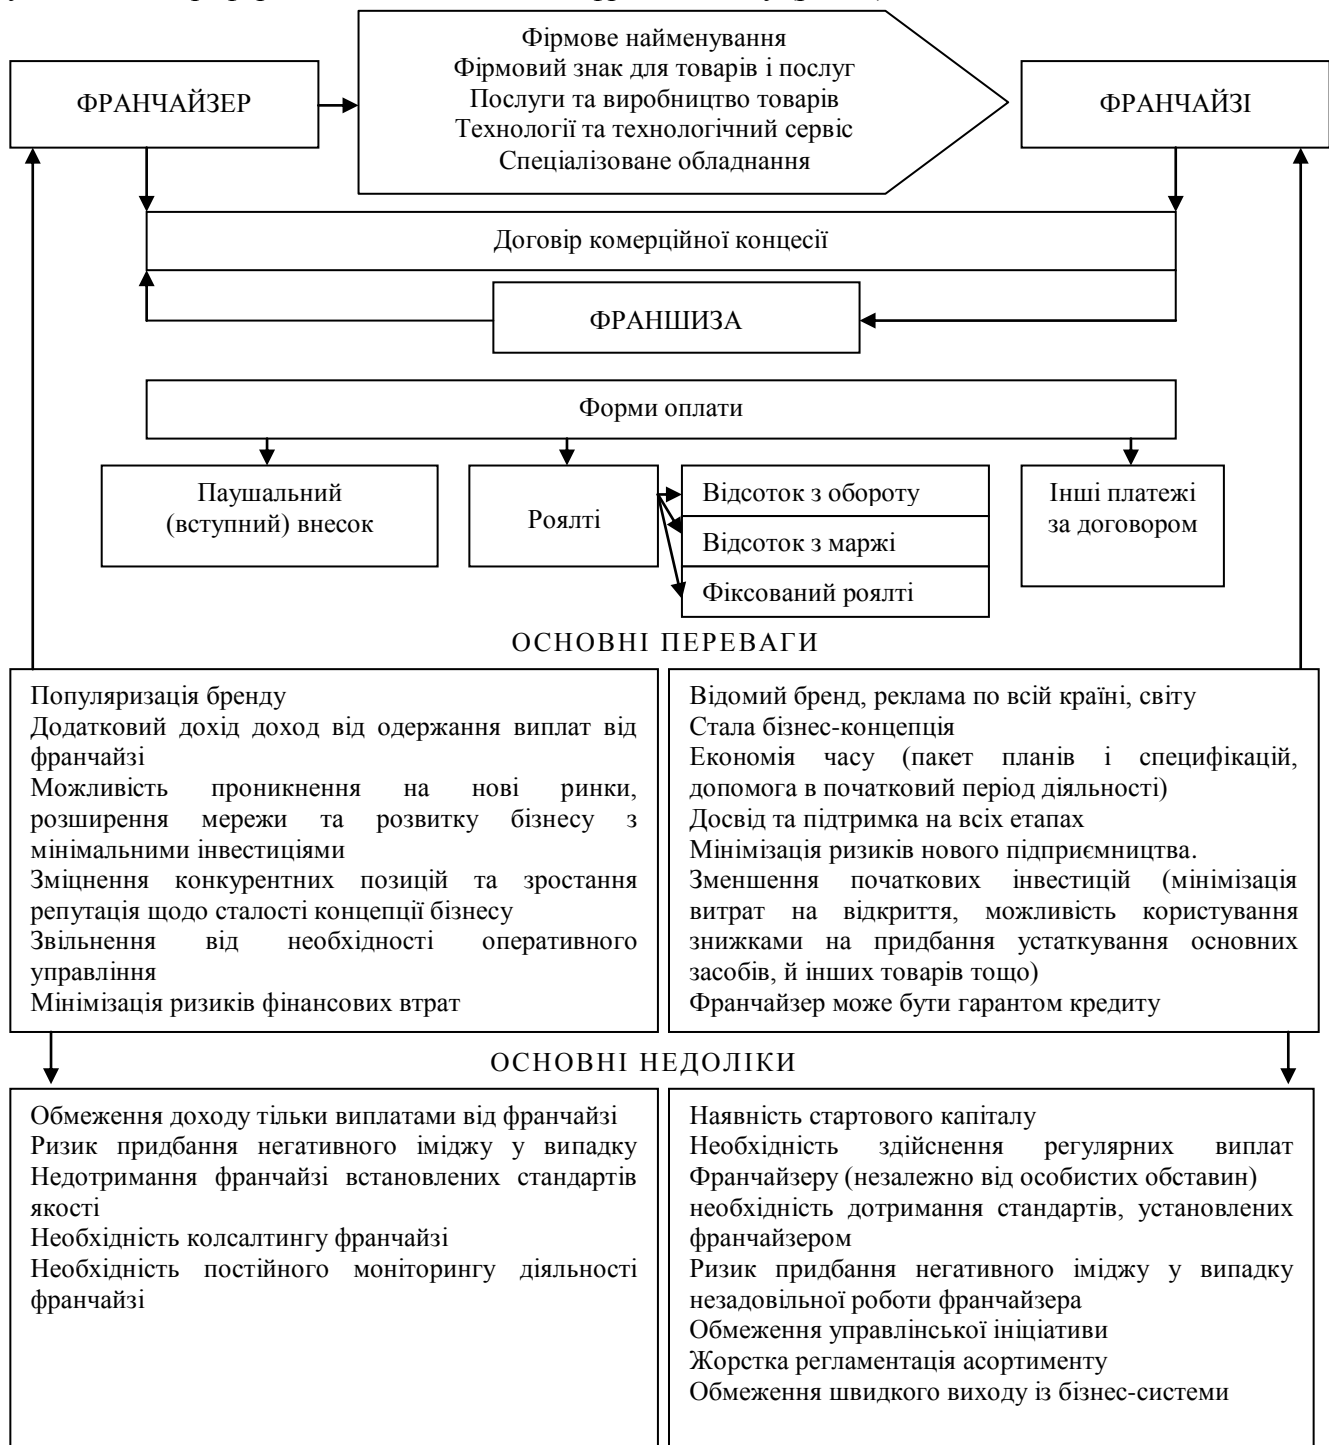 Фірмове найменування
Фірмовий знак для товарів і послуг
Послуги та виробництво товарів
Технології та технологічний сервіс
Спеціалізоване обладнання
ФРАНЧАЙЗЕР
ФРАНЧАЙЗІ
Договір комерційної концесії
ФРАНШИЗА
Форми оплати
Паушальний
(вступний) внесок
Роялті
Відсоток з обороту
Відсоток з маржі
Фіксований роялті
Інші платежі
за договором
ОСНОВНІ ПЕРЕВАГИ
Популяризація бренду
Додатковий дохід доход від одержання виплат від
франчайзі
Можливість проникнення на нові ринки,
розширення мережи та розвитку бізнесу з
мінімальними інвестиціями
Зміцнення конкурентних позицій та зростання
репутація щодо сталості концепції бізнесу
Звільнення від необхідності оперативного
управління
Мінімізація ризиків фінансових втрат
Відомий бренд, реклама по всій країні, світу
Стала бізнес-концепція
Економія часу (пакет планів і специфікацій,
допомога в початковий період діяльності)
Досвід та підтримка на всіх етапах
Мінімізація ризиків нового підприємництва.
Зменшення початкових інвестицій (мінімізація
витрат на відкриття, можливість користування
знижками на придбання устаткування основних
засобів, й інших товарів тощо)
Франчайзер може бути гарантом кредиту
ОСНОВНІ НЕДОЛІКИ
Обмеження доходу тільки виплатами від франчайзі
Ризик придбання негативного іміджу у випадку
Недотримання франчайзі встановлених стандартів
якості
Необхідність колсалтингу франчайзі
Необхідність постійного моніторингу діяльності
франчайзі
Наявність стартового капіталу
Необхідність здійснення регулярних виплат
Франчайзеру (незалежно від особистих обставин)
необхідність дотримання стандартів, установлених
франчайзером
Ризик придбання негативного іміджу у випадку
незадовільної роботи франчайзера
Обмеження управлінської ініціативи
Жорстка регламентація асортименту
Обмеження швидкого виходу із бізнес-системи